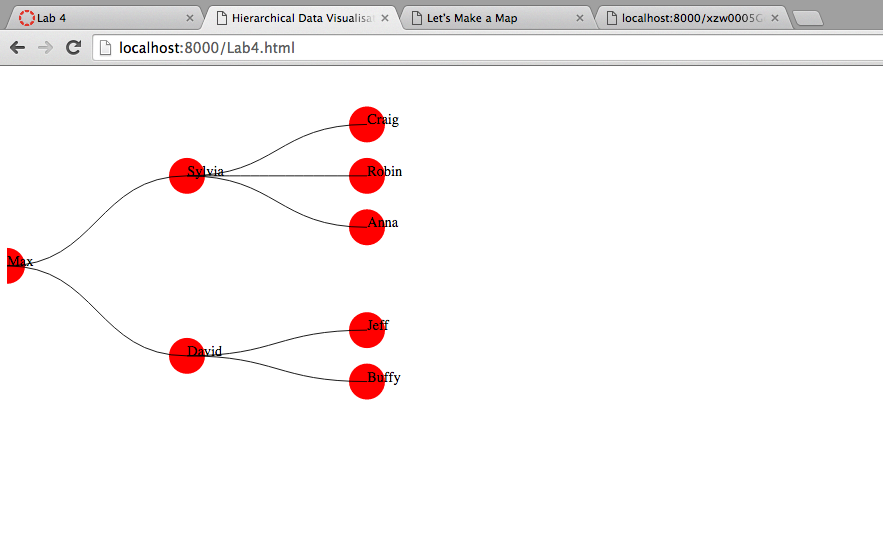 Lab 4
Hierarchical Data Visualisat
Let's Make a Map
localhost:8000/xzw0005G
localhost:8000/Lab4.html
Craig
Sylvia
Robin
Anna
Max
Jeff
David
Buffy